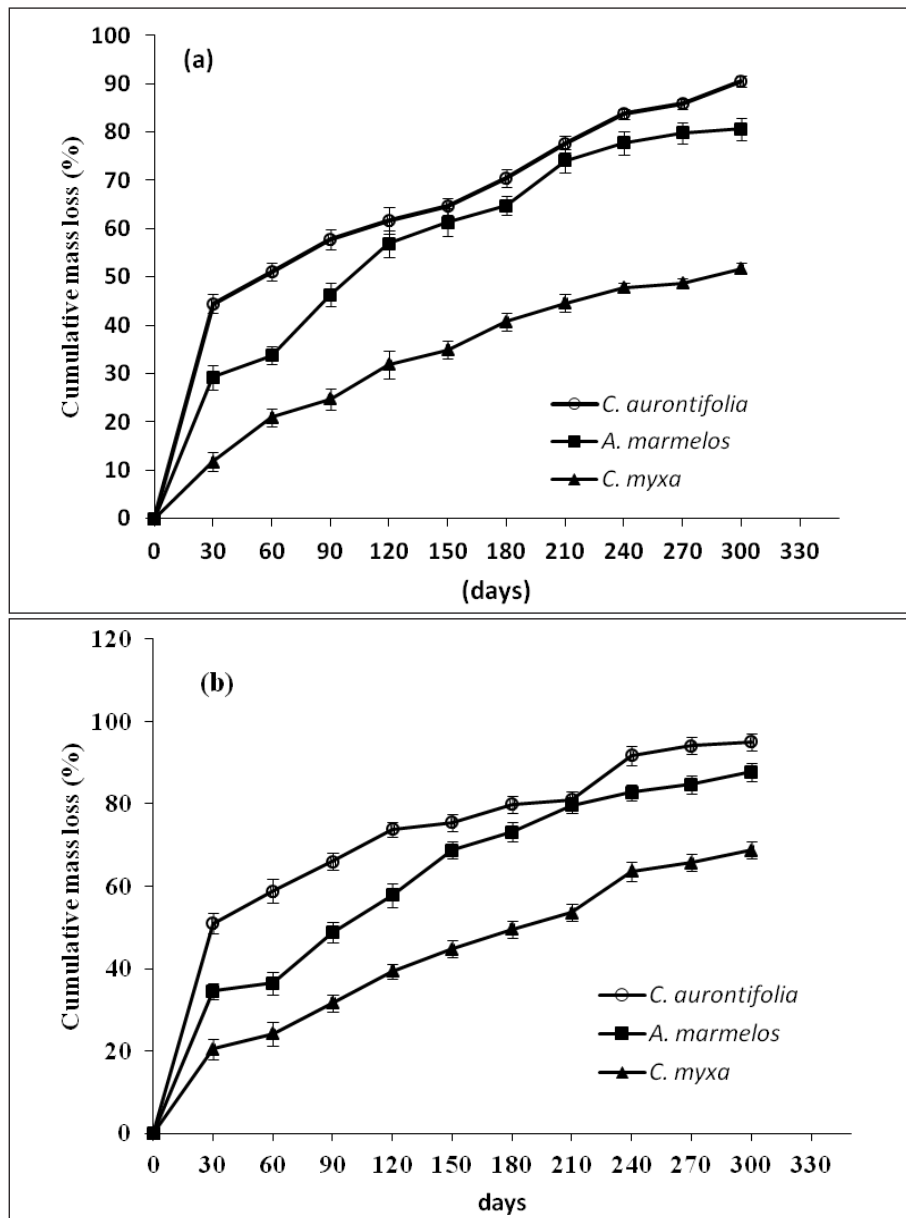 (a)
Cumulative mass loss (%)
100
90
80
70
60
50
40
30
20
10
0
C. aurontifolia
A. marmelos
C. myxa
0 30 60 90 120 150 180 210 240 270 300 330
(days)
(b)
Cumulative mass loss (%)
120
100
80
60
40
20
0
C. aurontifolia
A. marmelos
C. myxa
0 30 60 90 120 150 180 210 240 270 300 330
days